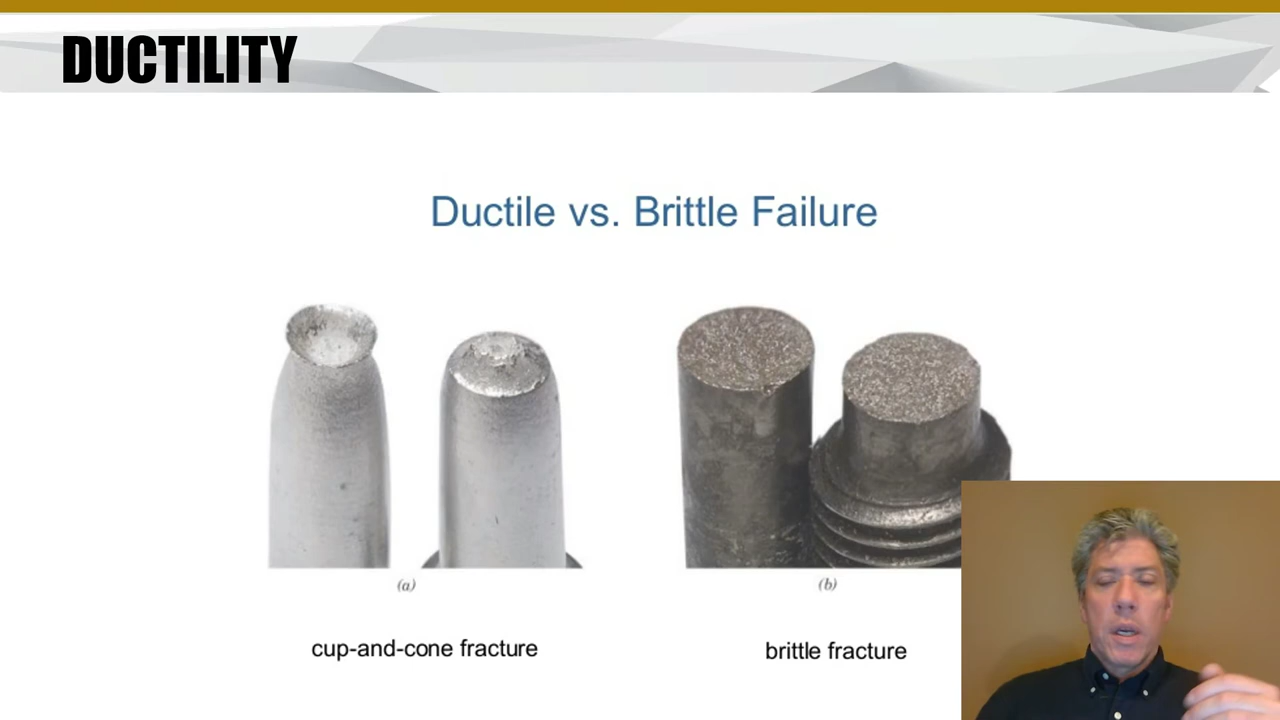 DUCTILITY
Ductile vs. Brittle Failure
(a)
(b)
cup-and-cone fracture
brittle fracture